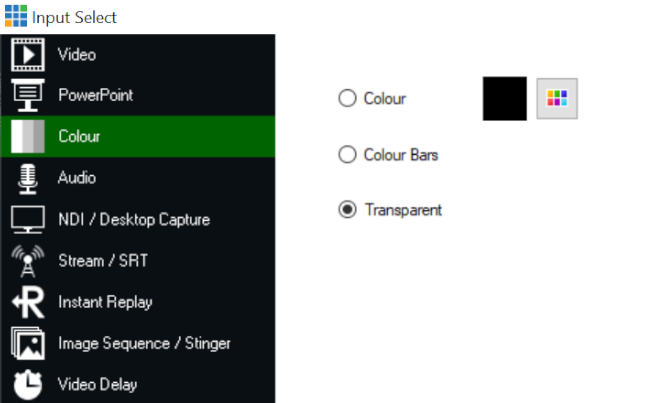 Input Select
Video
PowerPoint
Colour
Audio
NDI / Desktop Capture
Stream / SRT
Instant Replay
Image Sequence / Stinger
Video Delay
Colour
Colour Bars
Transparent